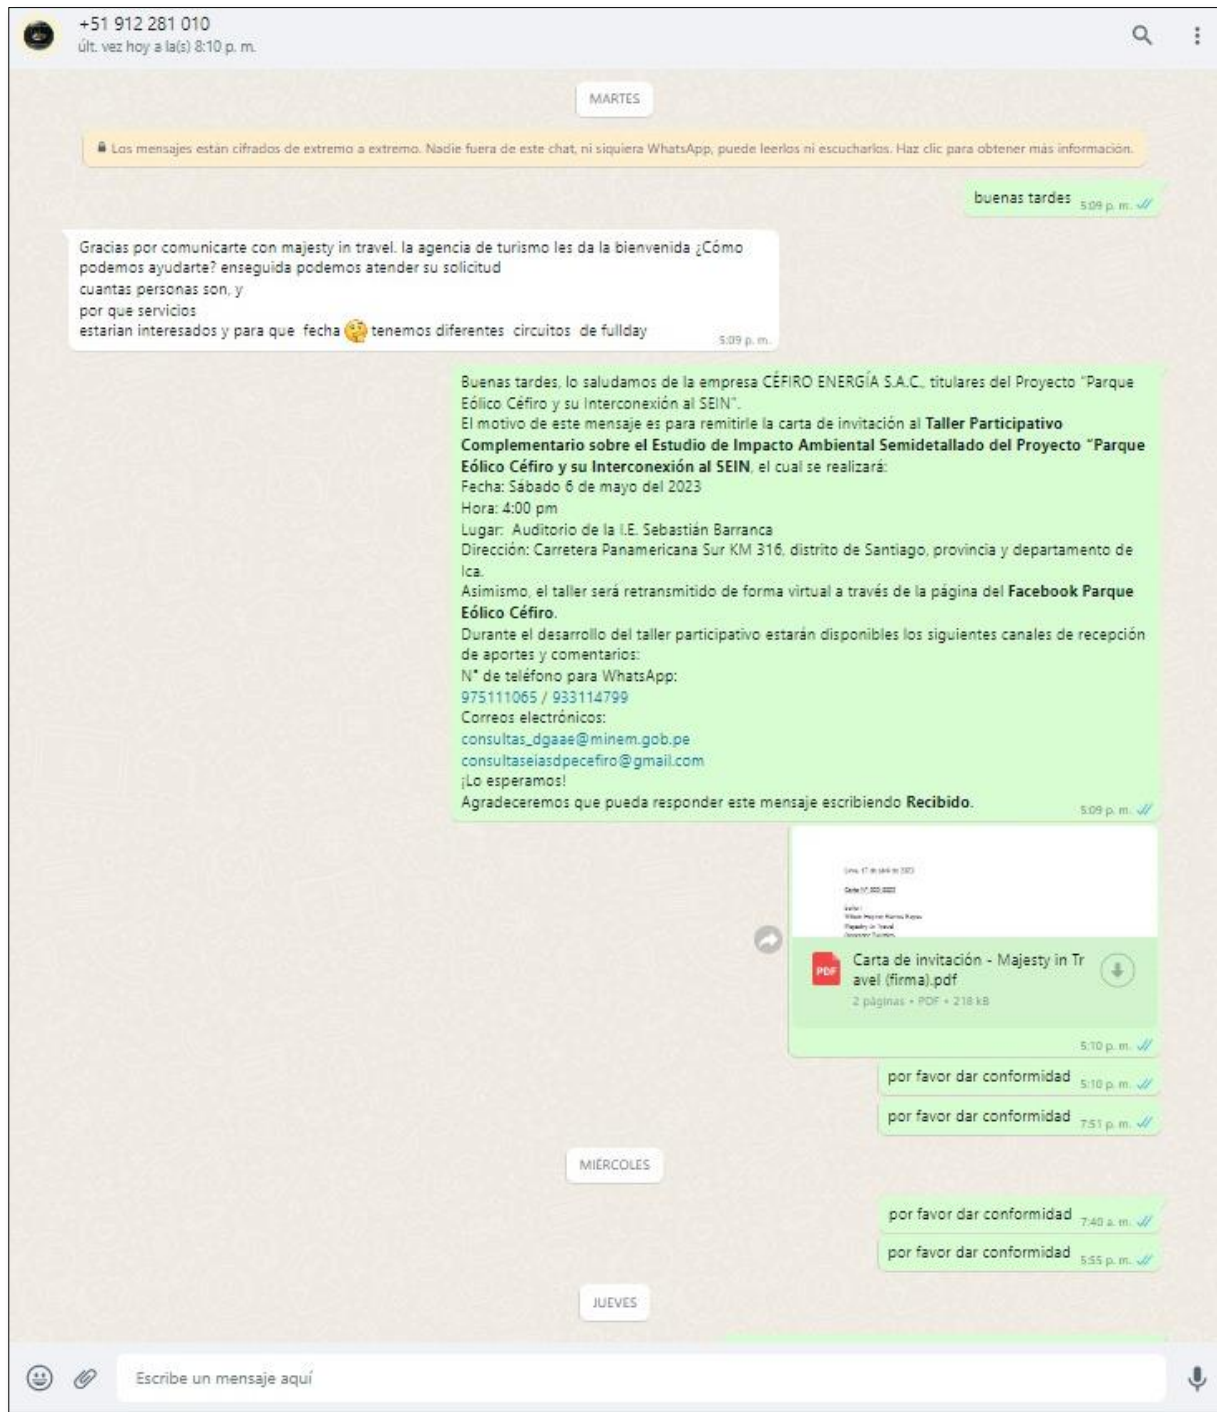 +51 912 281 010
últ. vez hoy a la(s) 8:10 p. m.
MARTES
Los mensajes están cifrados de extremo a extremo. Nadie fuera de este chat, ni siquiera WhatsApp, puede leerlos ni escucharlos. Haz clic para obtener más información.
buenas tardes 5:09 p. m.
Gracias por comunicarte con majesty in travel. la agencia de turismo les da la bienvenida ¿Cómo
podemos ayudarte? enseguida podemos atender su solicitud
cuantas personas son, y
por que servicios
estarian interesados y para que fecha 🤔 tenemos diferentes circuitos de fullday
5:09 p. m.
Buenas tardes, lo saludamos de la empresa CÉFIRO ENERGÍA S.A.C., titulares del Proyecto "Parque
Eólico Céfiro y su Interconexión al SEIN".
El motivo de este mensaje es para remitirle la carta de invitación al Taller Participativo
Complementario sobre el Estudio de Impacto Ambiental Semidetallado del Proyecto "Parque
Eólico Céfiro y su Interconexión al SEIN, el cual se realizará:
Fecha: Sábado 6 de mayo del 2023
Hora: 4:00 pm
Lugar: Auditorio de la I.E. Sebastián Barranca
Dirección: Carretera Panamericana Sur KM 316, distrito de Santiago, provincia y departamento de
Ica.
Asimismo, el taller será retransmitido de forma virtual a través de la página del Facebook Parque
Eólico Céfiro.
Durante el desarrollo del taller participativo estarán disponibles los siguientes canales de recepción
de aportes y comentarios:
N° de teléfono para WhatsApp:
975111065 / 933114799
Correos electrónicos:
consultas_dgaae@minem.gob.pe
consultaseiasdpecefiro@gmail.com
¡Lo esperamos!
Agradeceremos que pueda responder este mensaje escribiendo Recibido.
5:09 p. m.
Lima, 17 de abril de 2023
Señor:
PDF
Carta de invitación - Majesty in Tr
avel (firma).pdf
2 páginas • PDF • 218 kB
5:10 p. m.
por favor dar conformidad 5:10 p. m.
por favor dar conformidad 7:51 p. m.
MIÉRCOLES
por favor dar conformidad 7:40 a. m.
por favor dar conformidad 5:55 p. m.
JUEVES
Escribe un mensaje aquí